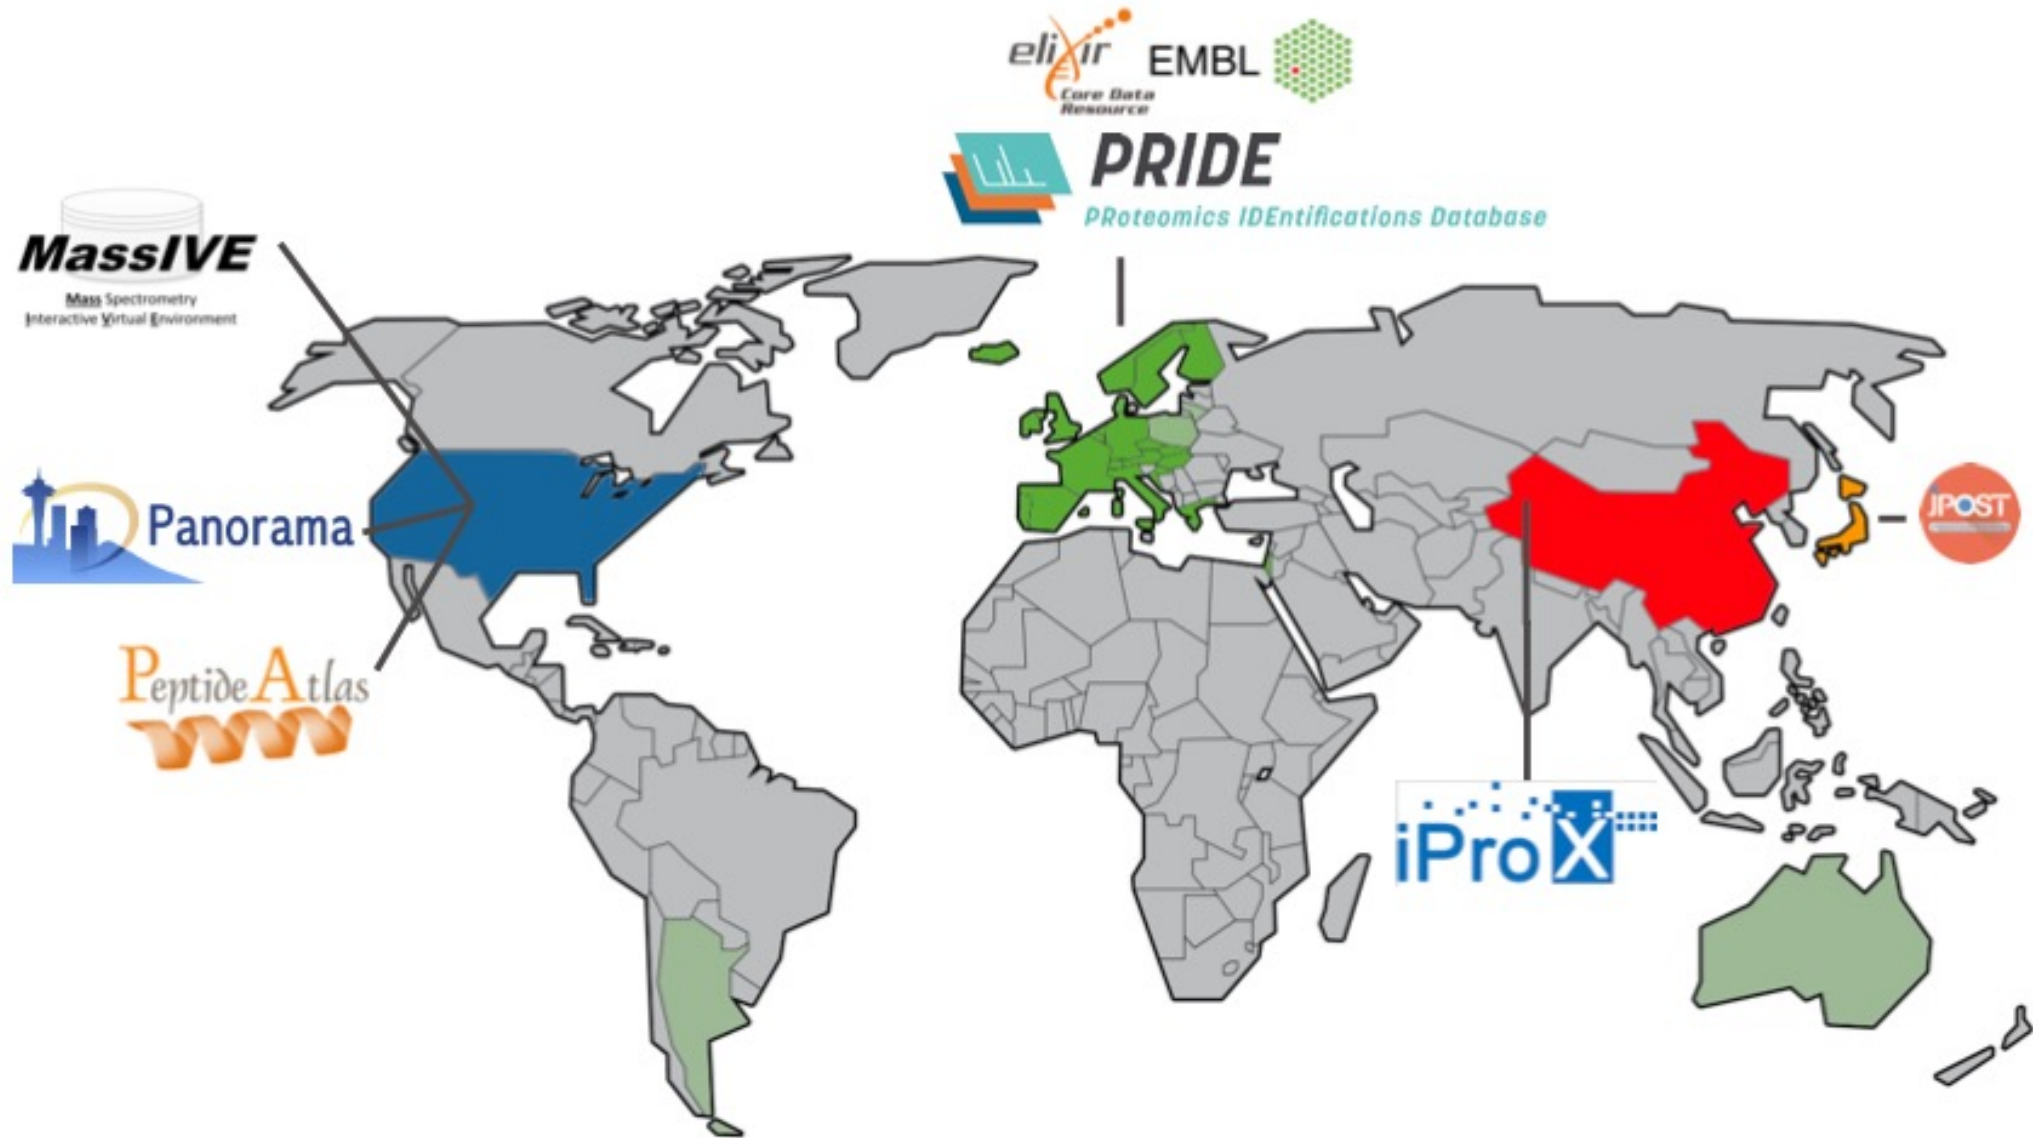 elixir
Core Data
Resource
EMBL
PRIDE
PRoteomics IDEntifications Database
MassIVE
Mass Spectrometry
Interactive Virtual Environment
Panorama
jPOST
PeptideAtlas
iProX